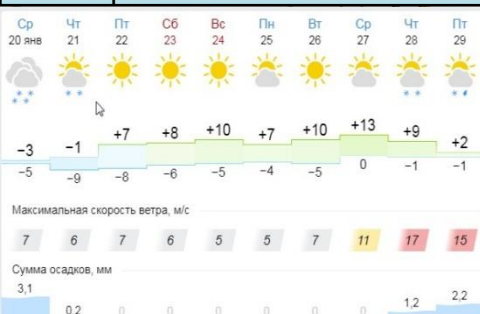 Ср Чт Пт Сб Вс Пн Вт Ср Чт Пт
20 янв 21 22 23 24 25 26 27 28 29
−3 −1 +7 +8 +10 +7 +10 +13 +9 +2
−5 −9 −8 −6 −5 −4 −5 0 −1 −1
Максимальная скорость ветра, м/с
7 6 7 6 5 5 7 11 17 15
Сумма осадков, мм
3,1 0,2 0 0 0 0 0 0 1,2 2,2